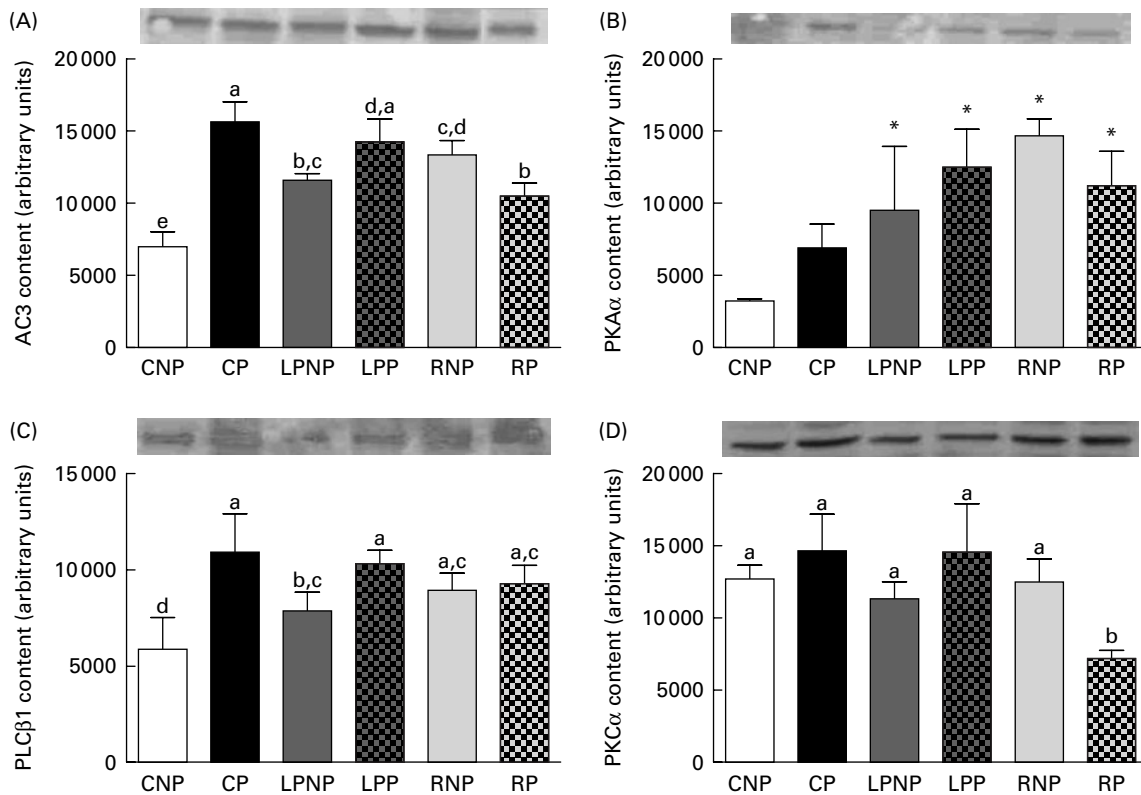 (A)
AC3 content (arbitrary units)
20 000
15 000
10 000
5000
0
e
a
b,c
d,a
c,d
b
CNP CP LPNP LPP RNP RP
(B)
PKAα content (arbitrary units)
20 000
15 000
10 000
5000
0
* * * *
CNP CP LPNP LPP RNP RP
(C)
PLCβ1 content (arbitrary units)
15 000
10 000
5000
0
d
a
b,c
a
a,c
a,c
CNP CP LPNP LPP RNP RP
(D)
PKCα content (arbitrary units)
20 000
15 000
10 000
5000
0
a
a
a
a
a
b
CNP CP LPNP LPP RNP RP